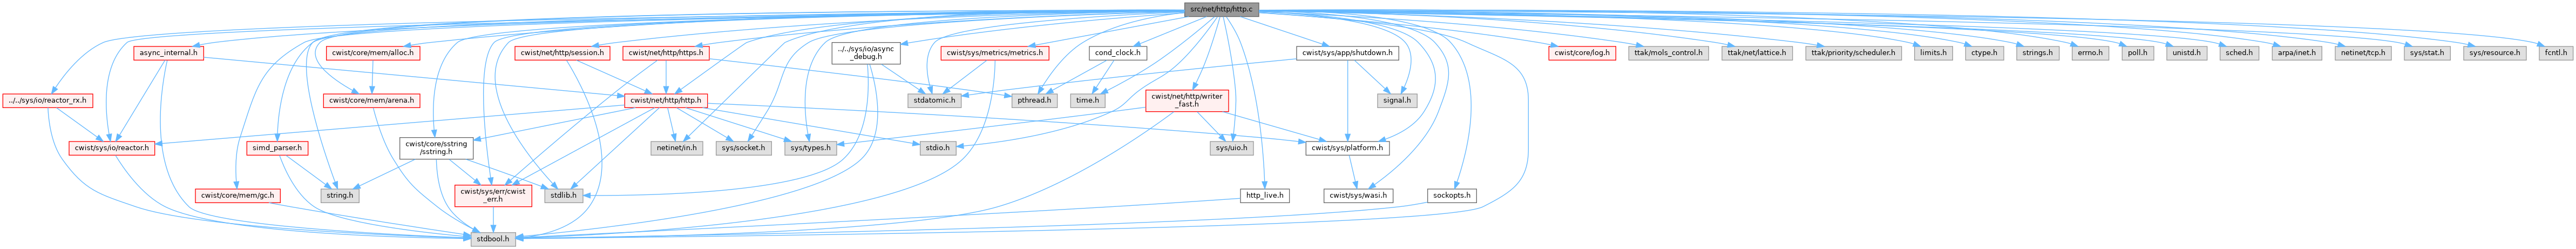 src/net/http/http.c
async_internal.h
cwist/core/mem/alloc.h
cwist/net/http/session.h
cwist/net/http/https.h
../../sys/io/async
_debug.h
cwist/sys/metrics/metrics.h
cond_clock.h
cwist/sys/app/shutdown.h
cwist/core/log.h
ttak/mols_control.h
ttak/net/lattice.h
ttak/priority/scheduler.h
limits.h
ctype.h
strings.h
errno.h
poll.h
unistd.h
sched.h
arpa/inet.h
netinet/tcp.h
sys/stat.h
sys/resource.h
fcntl.h
../../sys/io/reactor_rx.h
cwist/core/mem/arena.h
cwist/net/http/http.h
stdatomic.h
pthread.h
time.h
cwist/net/http/writer
_fast.h
signal.h
cwist/sys/io/reactor.h
simd_parser.h
cwist/core/sstring
/sstring.h
netinet/in.h
sys/socket.h
sys/types.h
stdio.h
sys/uio.h
cwist/sys/platform.h
cwist/core/mem/gc.h
string.h
cwist/sys/err/cwist
_err.h
stdlib.h
http_live.h
cwist/sys/wasi.h
sockopts.h
stdbool.h